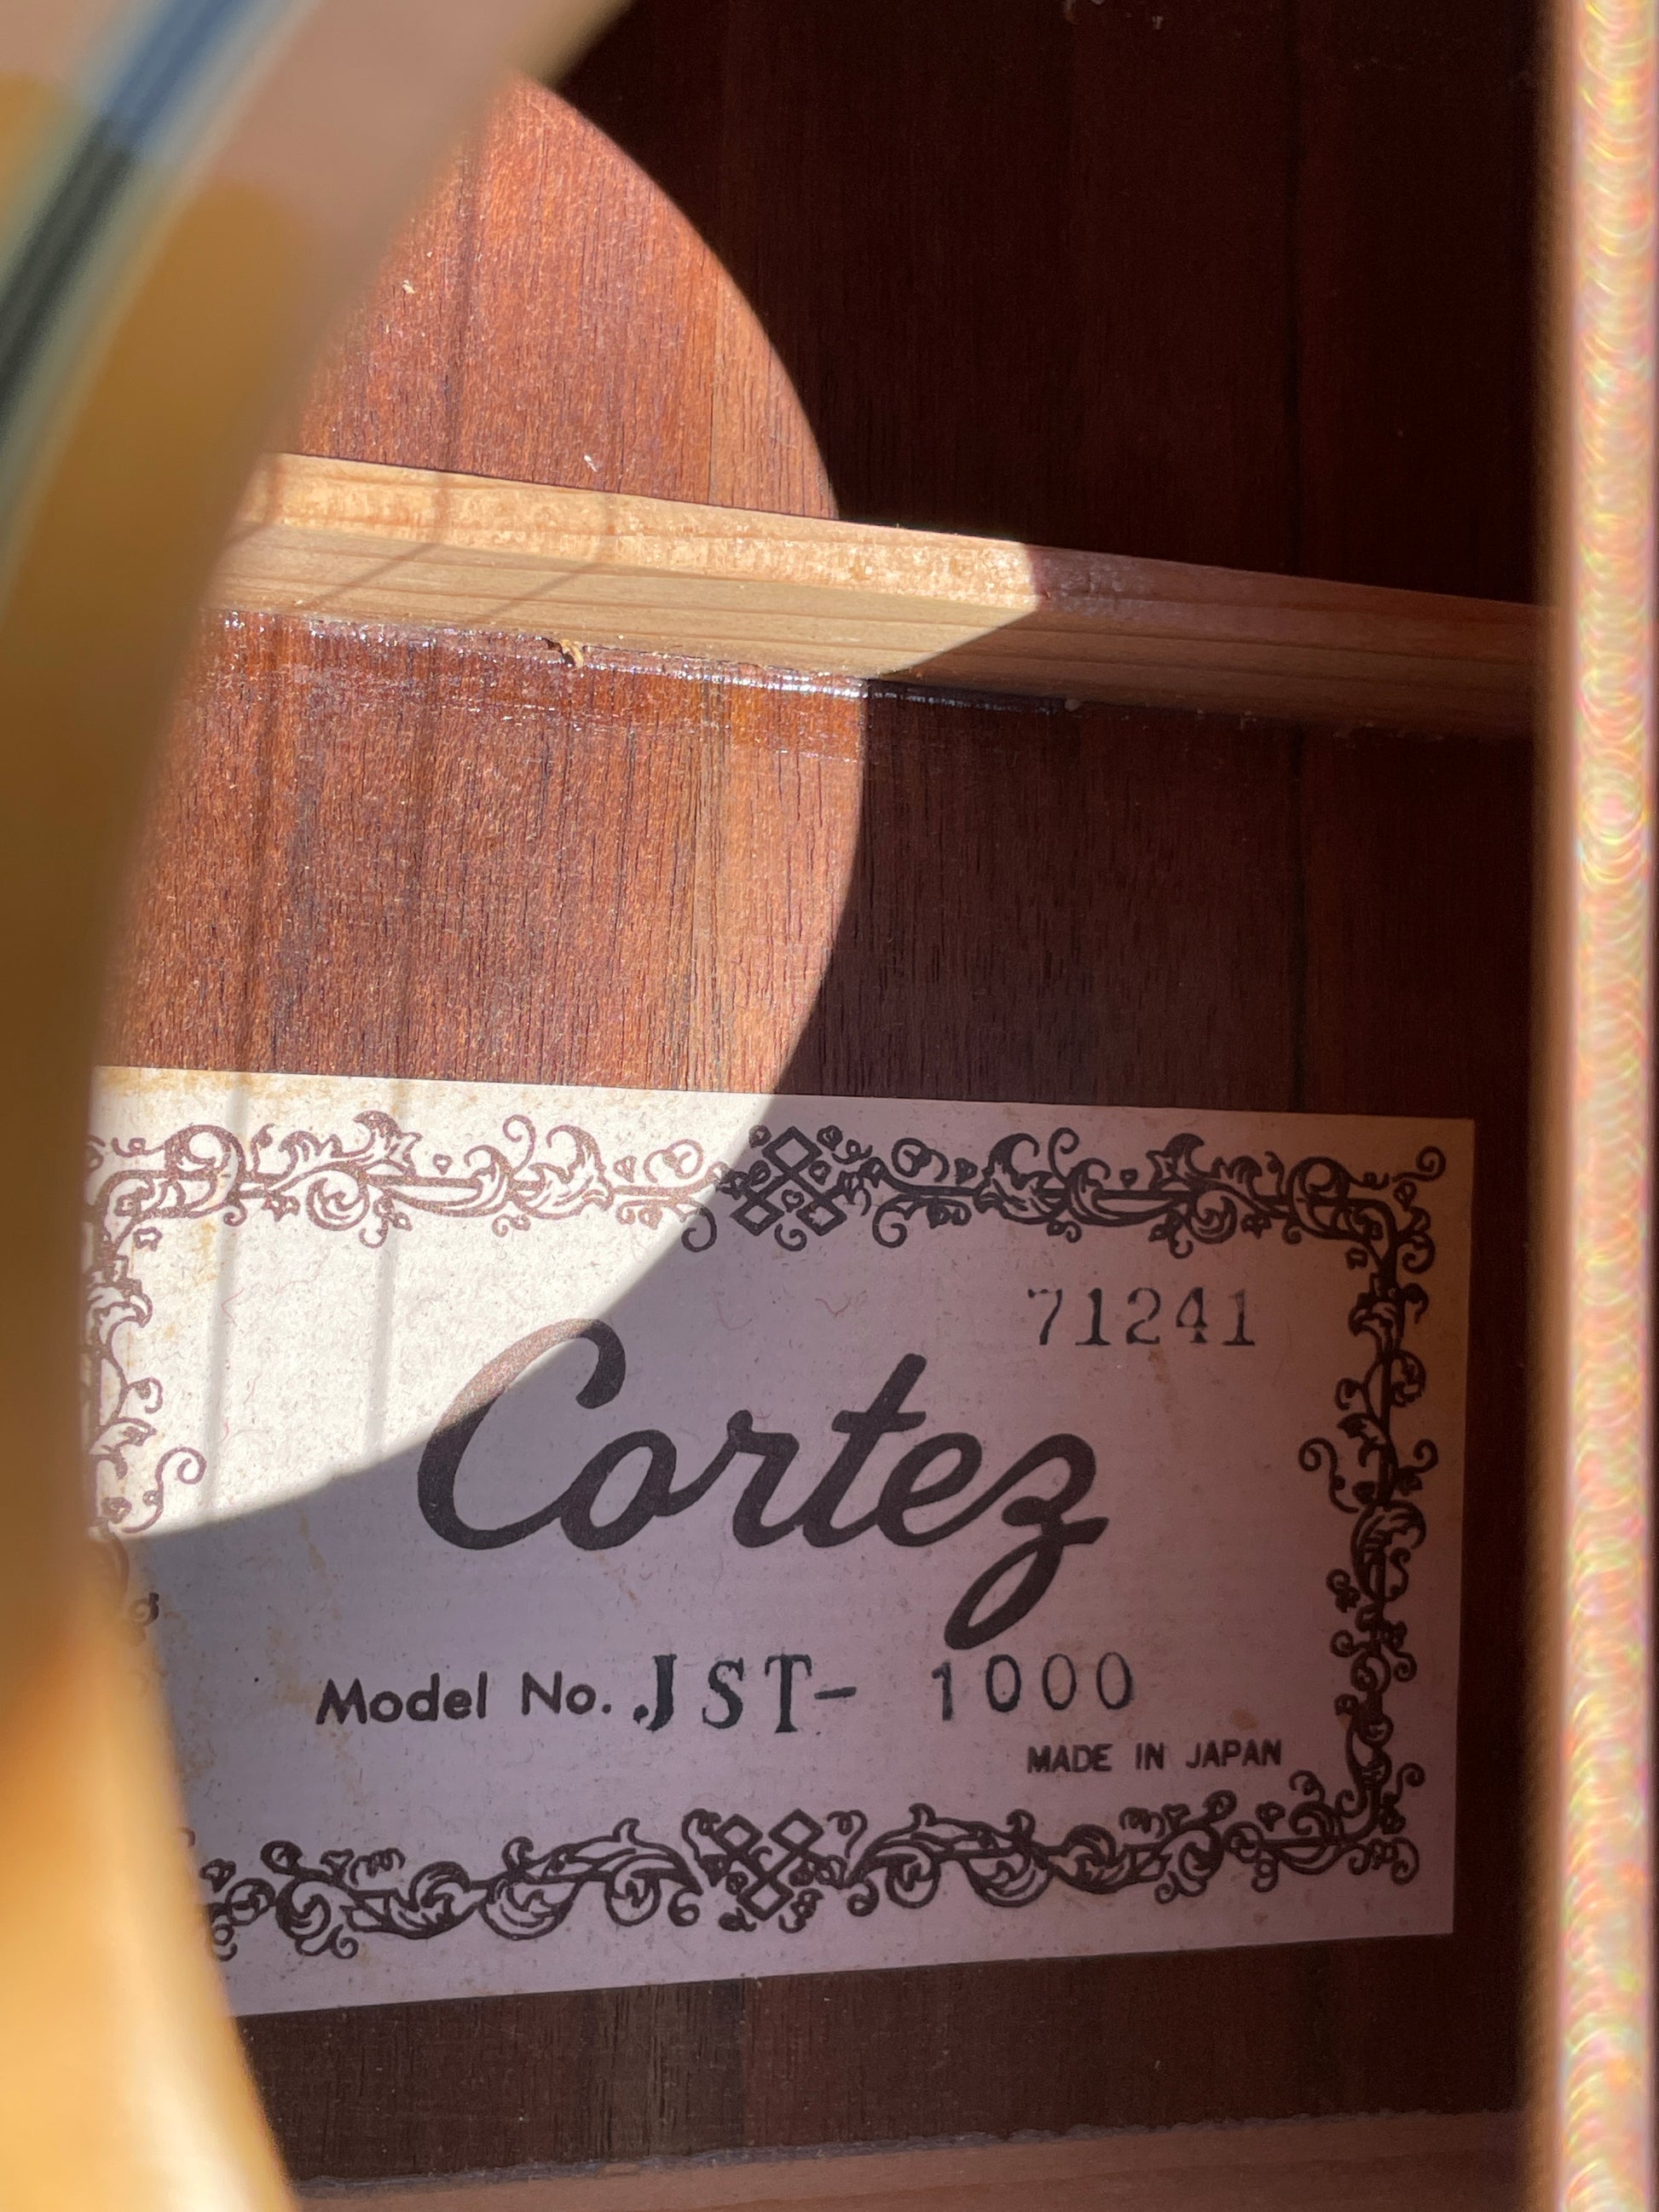 71241
Cortez
Model No. JST- 1000
MADE IN JAPAN